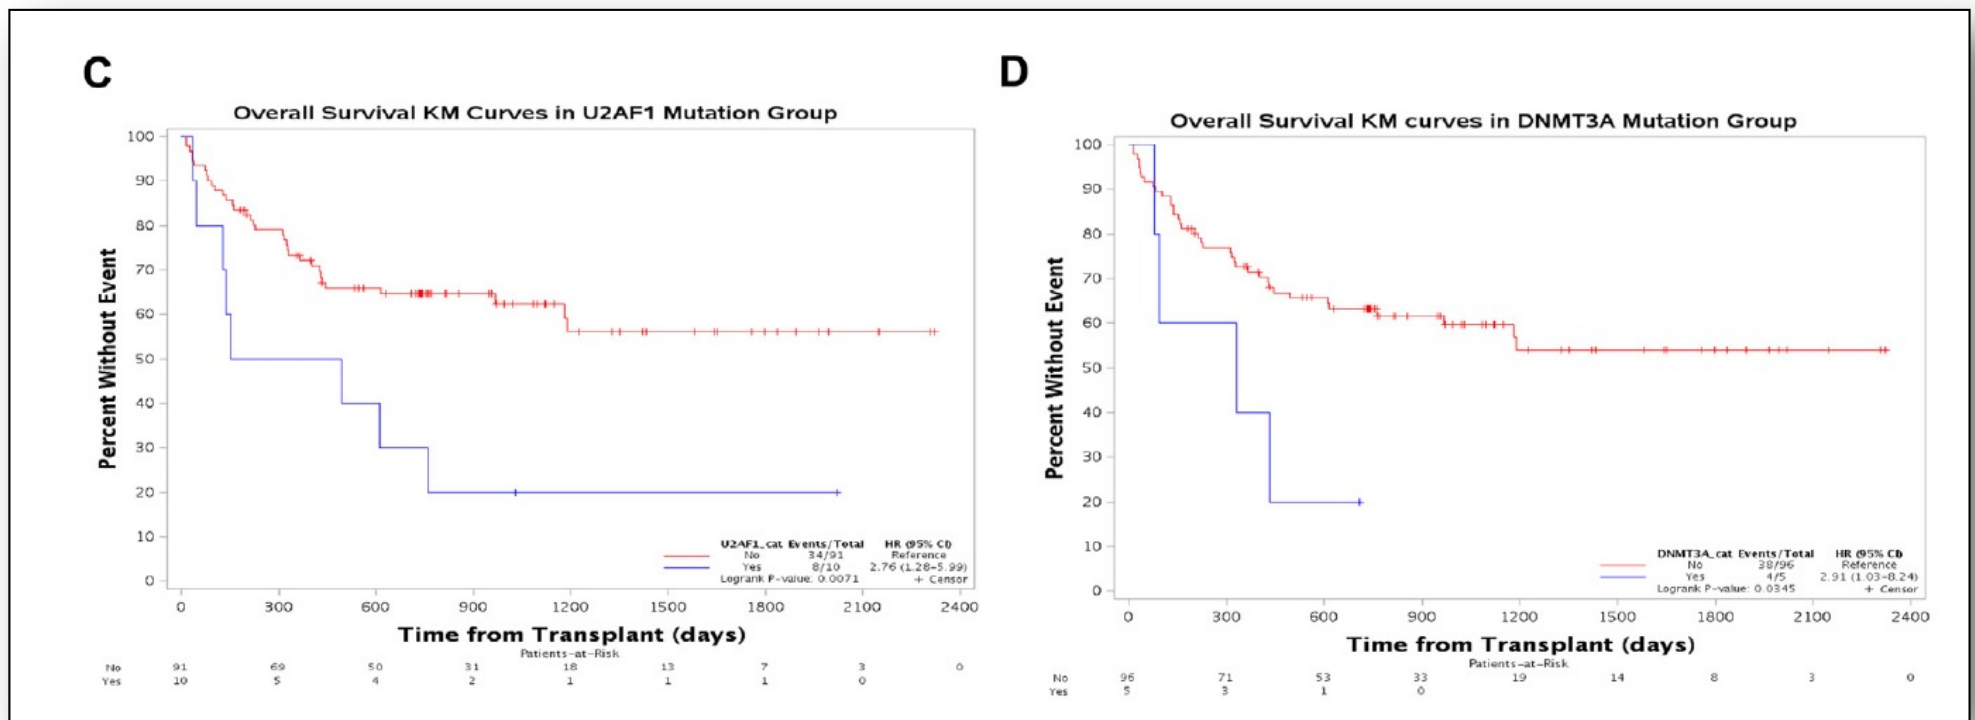 C
Overall Survival KM Curves in U2AF1 Mutation Group
Percent Without Event
100
90
80
70
60
50
40
30
20
10
0
U2AF1_cat Events/Total HR (95% CI)
No 34/91 Reference
Yes 8/10 2.76 (1.28-5.99)
Logrank P-value: 0.0071 + Censor
0 300 600 900 1200 1500 1800 2100 2400
Time from Transplant (days)
Patients-at-Risk
No 91 69 50 31 18 13 7 3 0
Yes 10 5 4 2 1 1 1 0
D
Overall Survival KM curves in DNMT3A Mutation Group
Percent Without Event
100
90
80
70
60
50
40
30
20
10
0
DNMT3A_cat Events/Total HR (95% CI)
No 38/96 Reference
Yes 4/5 2.91 (1.03-8.24)
Logrank P-value: 0.0345 + Censor
0 300 600 900 1200 1500 1800 2100 2400
Time from Transplant (days)
Patients-at-Risk
No 96 71 53 33 19 14 8 3 0
Yes 5 3 1 0